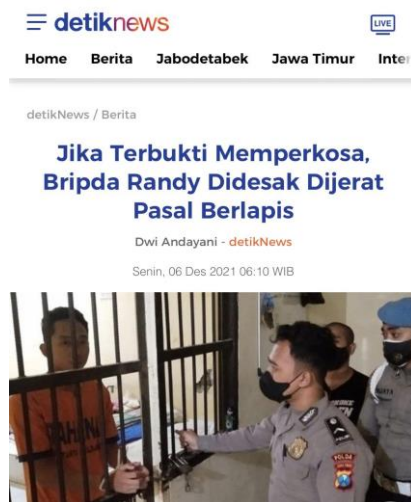 detiknews
LIVE
Home Berita Jabodetabek Jawa Timur Inter
detikNews / Berita
Jika Terbukti Memperkosa,
Bripda Randy Didesak Dijerat
Pasal Berlapis
Dwi Andayani - detikNews
Senin, 06 Des 2021 06:10 WIB
POLDA